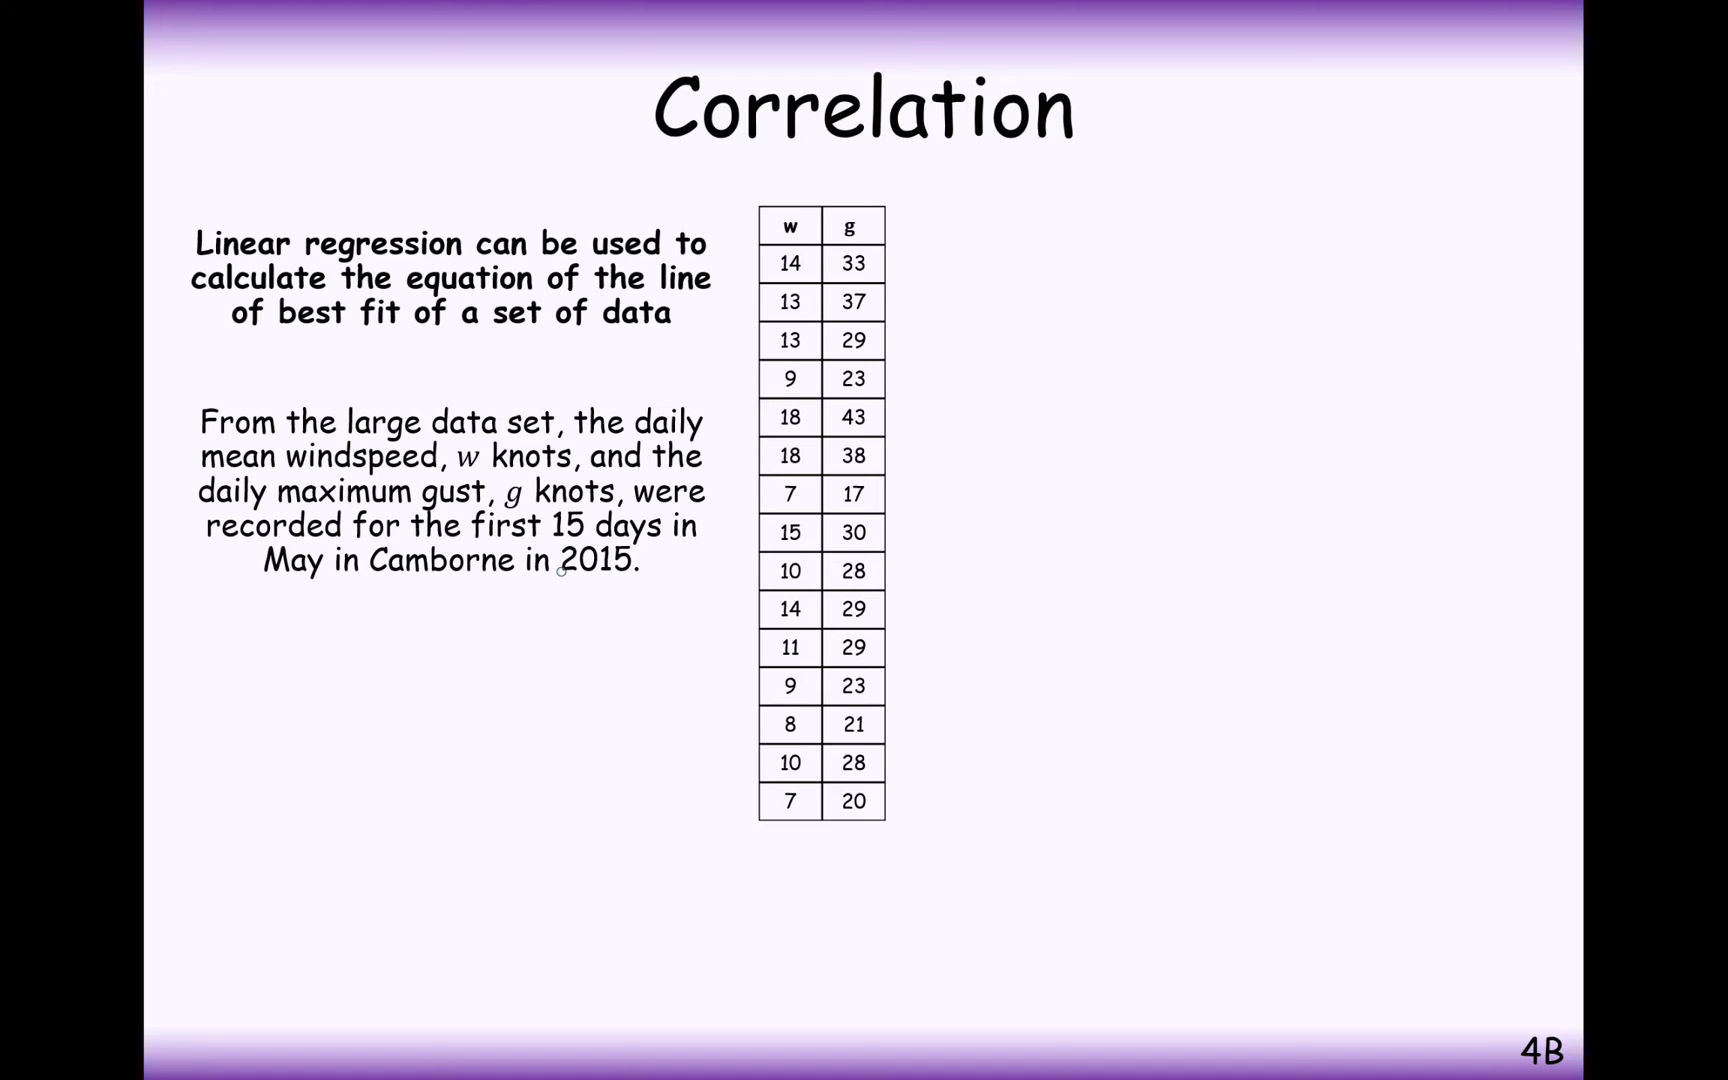 Correlation
Linear regression can be used to
calculate the equation of the line
of best fit of a set of data
From the large data set, the daily
mean windspeed, w knots, and the
daily maximum gust, g knots, were
recorded for the first 15 days in
May in Camborne in 2015.
w g
14 33
13 37
13 29
9 23
18 43
18 38
7 17
15 30
10 28
14 29
11 29
9 23
8 21
10 28
7 20
4B